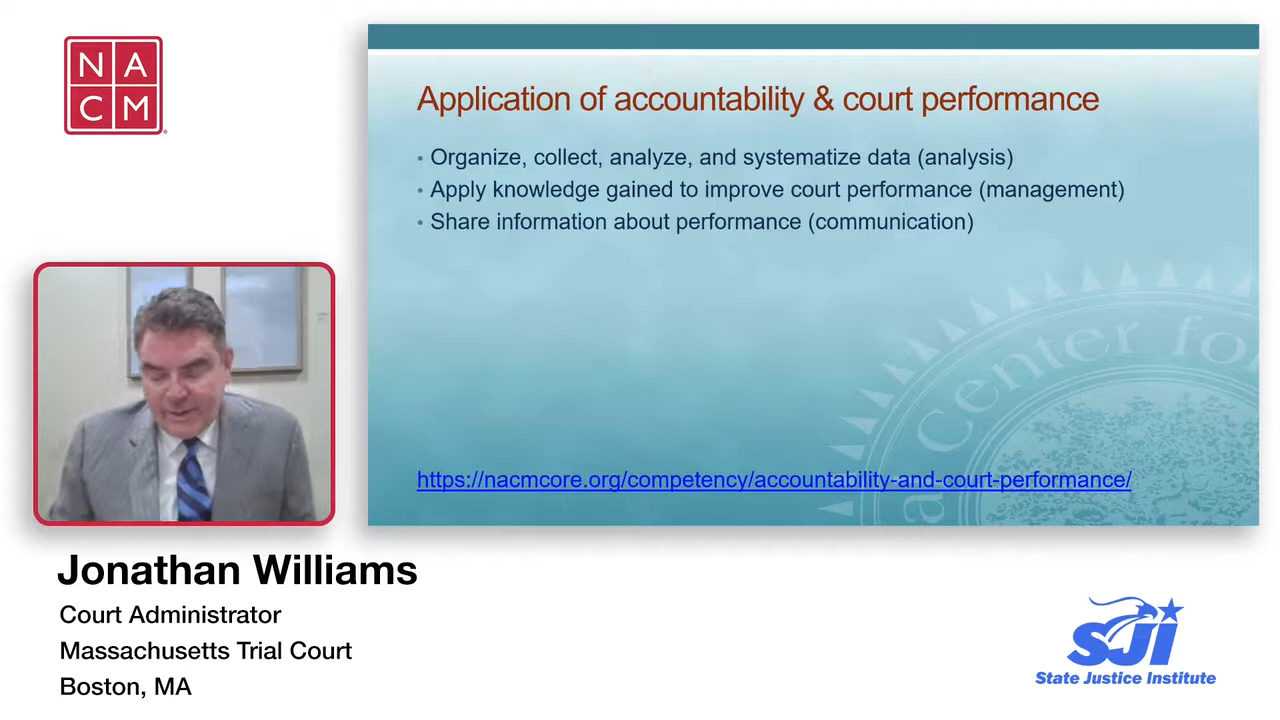 N A
C M
Application of accountability & court performance
• Organize, collect, analyze, and systematize data (analysis)
• Apply knowledge gained to improve court performance (management)
• Share information about performance (communication)
Center for
a
https://nacmcore.org/competency/accountability-and-court-performance/
Jonathan Williams
Court Administrator
Massachusetts Trial Court
Boston, MA
SJI
State Justice Institute